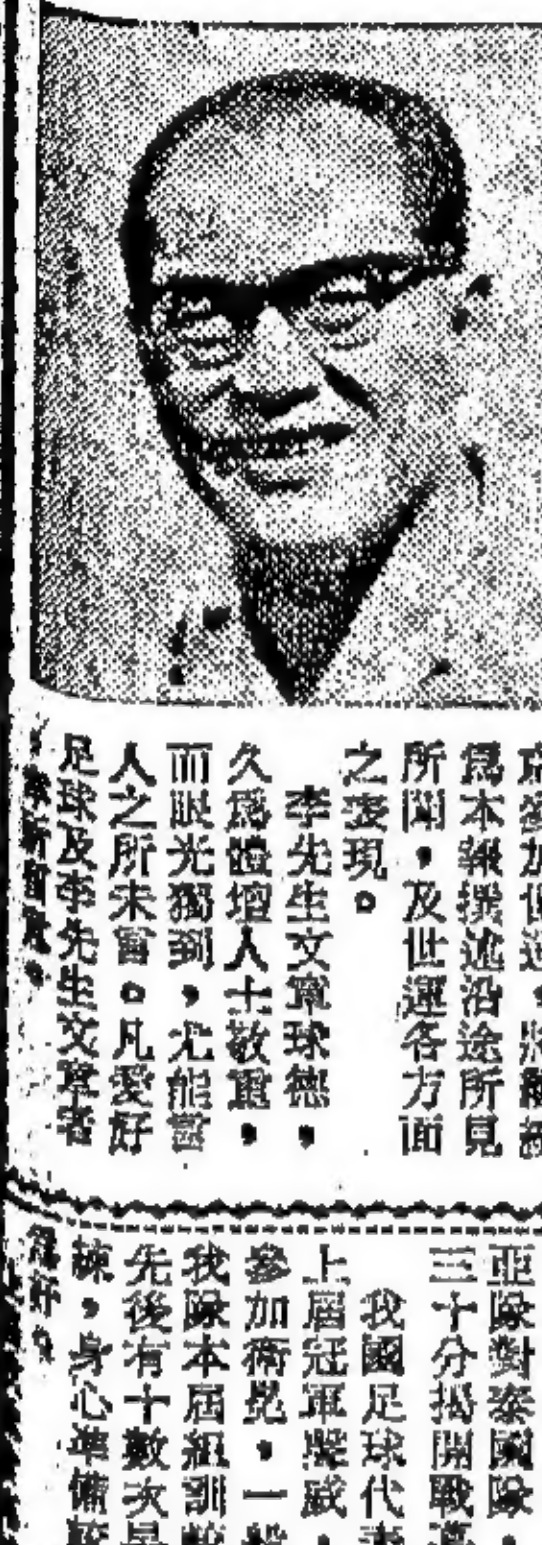 爲本報撰述沿途所見
所聞，及世運各方面
之表現。
李先生文章球德，
久爲體壇人士敬重，
而眼光獨到，尤能言
人之所未言。凡愛好
足球及李先生文章者
亞隊對泰國隊，
三十分揭開戰
我國足球代表
上屆冠軍
參加衛冕，一般
我隊本屆組訓
先後有十數次
練，身心準備